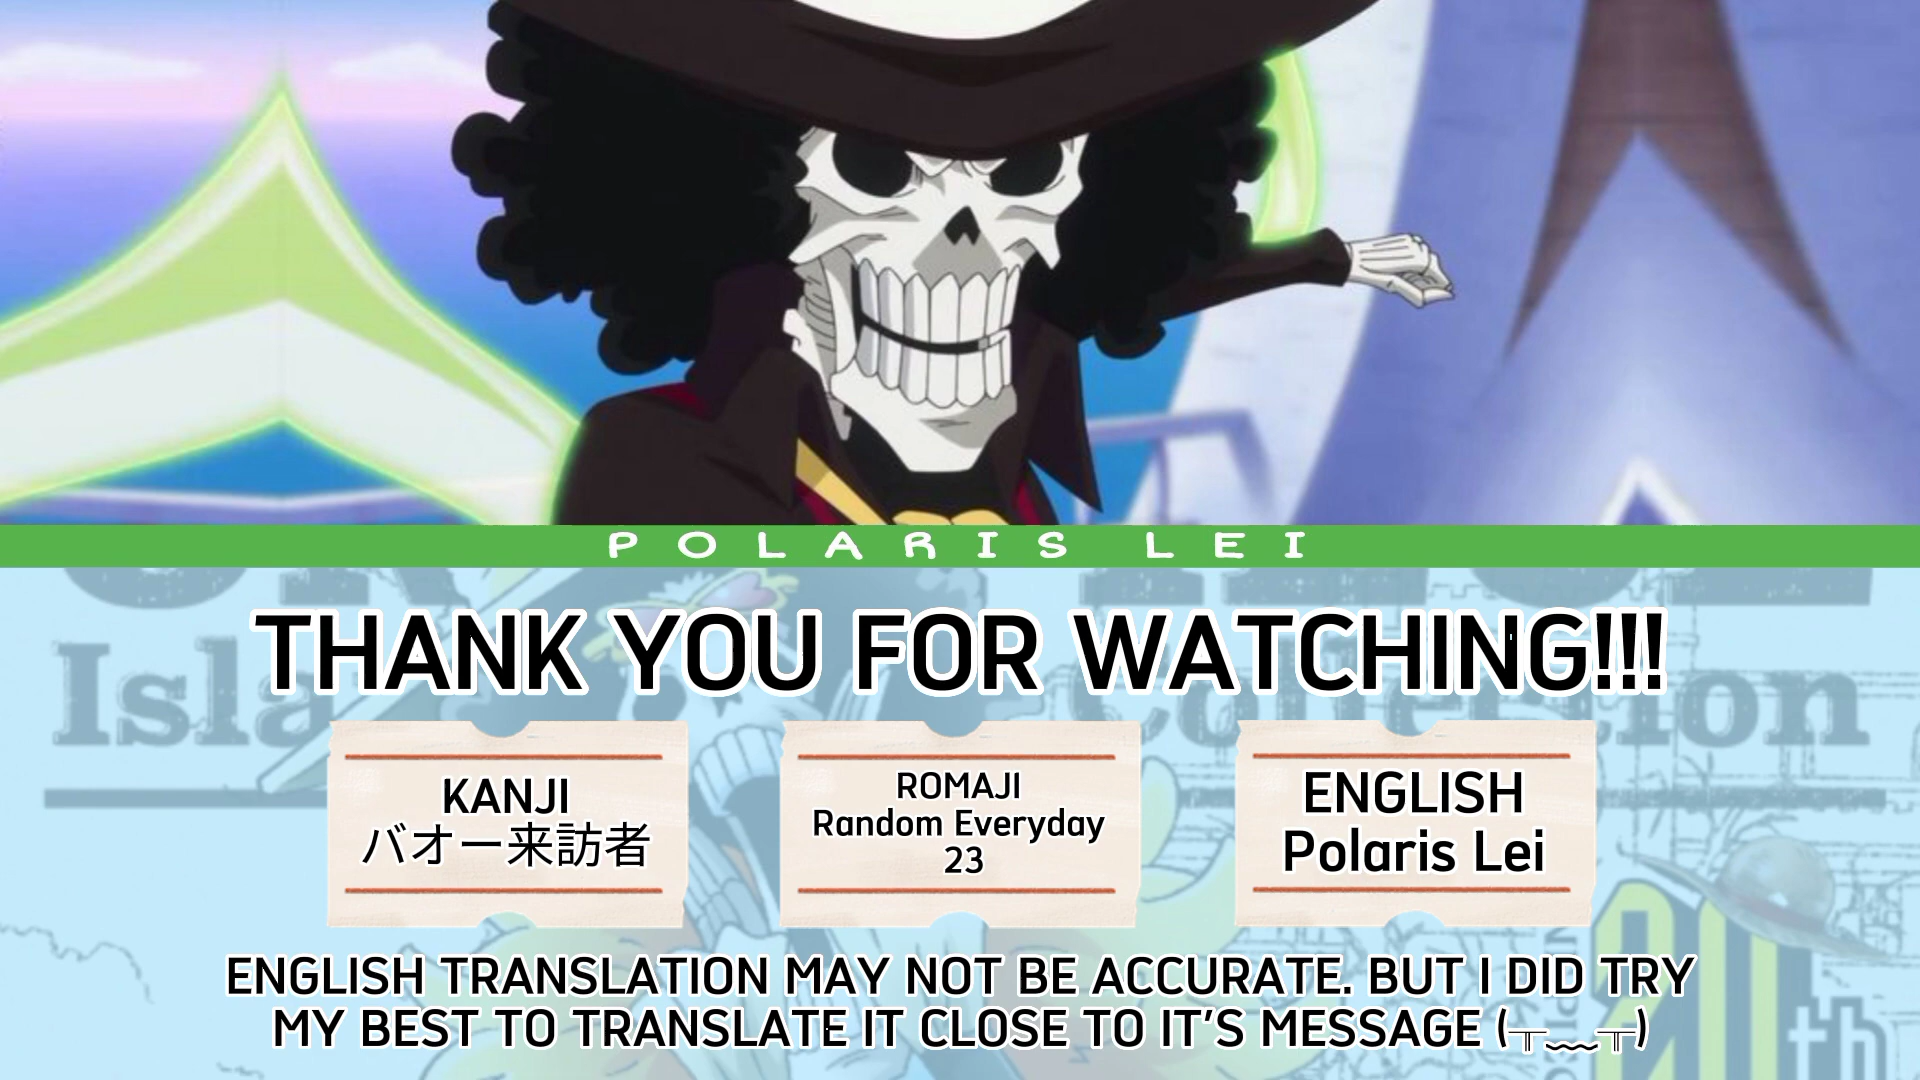 POLARIS LEI
THANK YOU FOR WATCHING!!!
KANJI
バオー来訪者
ROMAJI
Random Everyday
23
ENGLISH
Polaris Lei
ENGLISH TRANSLATION MAY NOT BE ACCURATE. BUT I DID TRY
MY BEST TO TRANSLATE IT CLOSE TO IT'S MESSAGE (╥﹏╥)
Collection
20th